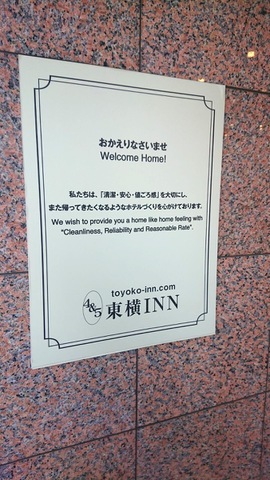 おかえりなさいませ
Welcome Home!
私たちは、「清潔・安心・値ごろ感」を大切にし、
また帰ってきたくなるようなホテルづくりを心がけております。
We wish to provide you a home like home feeling with
"Cleanliness, Reliability and Reasonable Rate".
toyoko-inn.com
4&5 東横INN